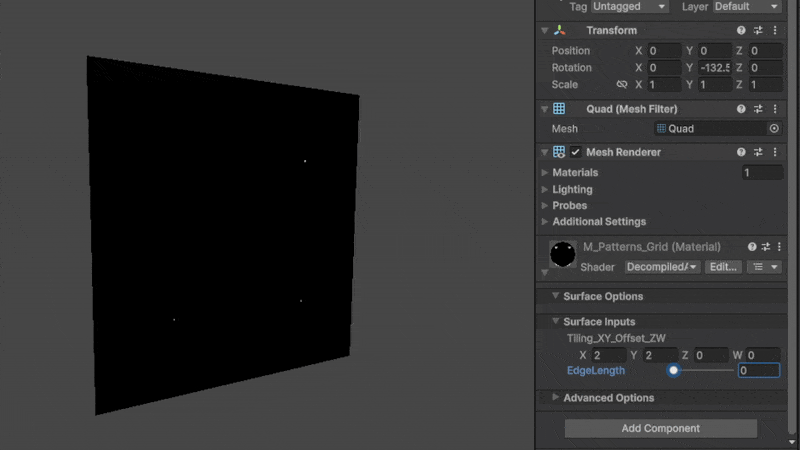 Tag Untagged Layer Default
Transform
Position X 0 Y 0 Z 0
Rotation X 0 Y -132.5 Z 0
Scale X 1 Y 1 Z 1
Quad (Mesh Filter)
Mesh Quad
Mesh Renderer
Materials 1
Lighting
Probes
Additional Settings
M_Patterns_Grid (Material)
Shader Decompiled/ Edit...
Surface Options
Surface Inputs
Tiling_XY_Offset_ZW
X 2 Y 2 Z 0 W 0
EdgeLength 0
Advanced Options
Add Component